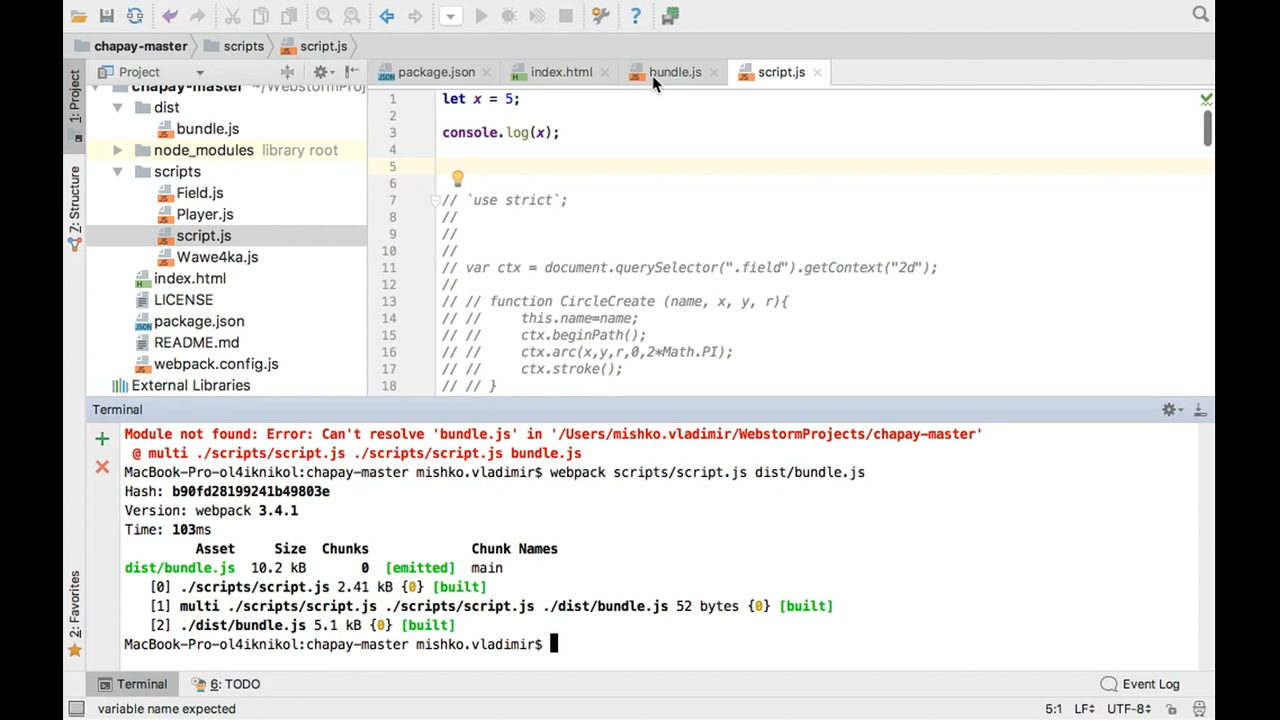 chapay-master scripts script.js
1: Project
Project
package.json index.html bundle.js script.js
chapay-master ~/WebstormProj
dist
bundle.js
node_modules library root
scripts
Field.js
Player.js
script.js
Wawe4ka.js
index.html
LICENSE
package.json
README.md
webpack.config.js
External Libraries
7: Structure
2: Favorites
1 let x = 5;
2
3 console.log(x);
4
5
6
7 // `use strict`;
8 //
9 //
10 //
11 // var ctx = document.querySelector(".field").getContext("2d");
12 //
13 // // function CircleCreate (name, x, y, r){
14 // // this.name=name;
15 // // ctx.beginPath();
16 // // ctx.arc(x,y,r,0,2*Math.PI);
17 // // ctx.stroke();
18 // // }
Terminal
Module not found: Error: Can't resolve 'bundle.js' in '/Users/mishko.vladimir/WebstormProjects/chapay-master'
@ multi ./scripts/script.js ./scripts/script.js bundle.js
MacBook-Pro-ol4iknikol:chapay-master mishko.vladimir$ webpack scripts/script.js dist/bundle.js
Hash: b90fd28199241b49803e
Version: webpack 3.4.1
Time: 103ms
Asset Size Chunks Chunk Names
dist/bundle.js 10.2 kB 0 [emitted] main
[0] ./scripts/script.js 2.41 kB {0} [built]
[1] multi ./scripts/script.js ./scripts/script.js ./dist/bundle.js 52 bytes {0} [built]
[2] ./dist/bundle.js 5.1 kB {0} [built]
MacBook-Pro-ol4iknikol:chapay-master mishko.vladimir$
Terminal 6: TODO Event Log
variable name expected 5:1 LF UTF-8